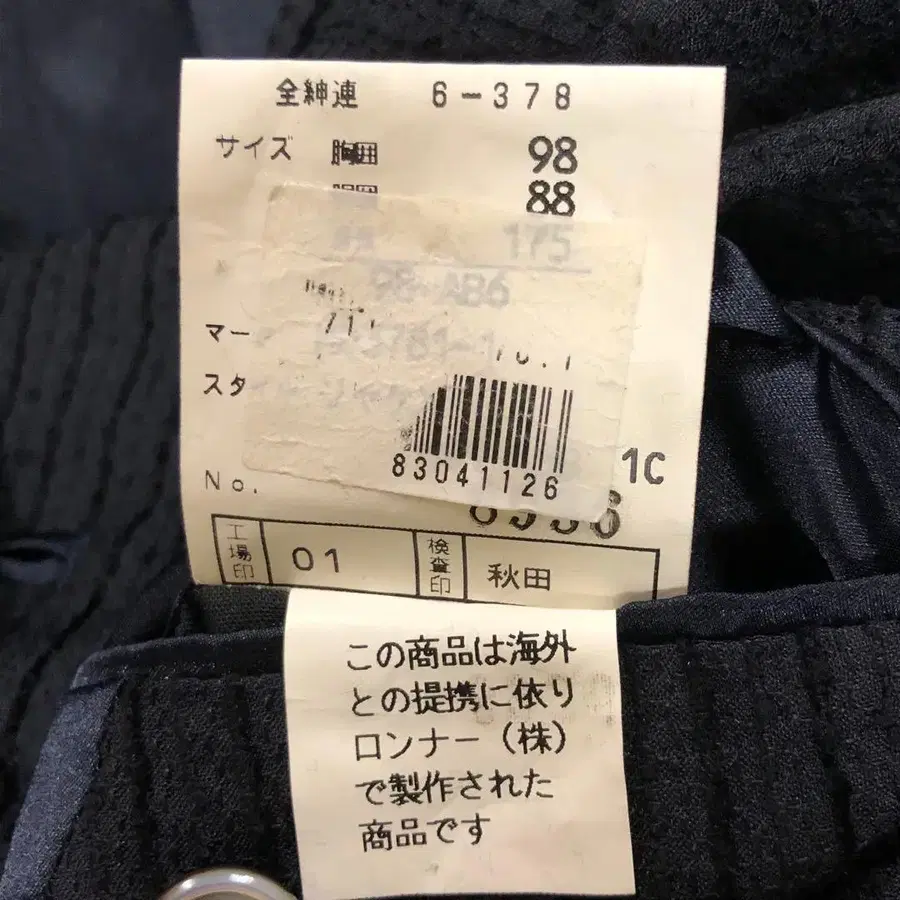 全紳連 6-378
サイズ 胸囲 98
88
175
98-AB6
マー
スタ
83041126
1C
No.
工場印 01 検査印 秋田
この商品は海外
との提携に依り
ロンナー(株)
で製作された
商品です